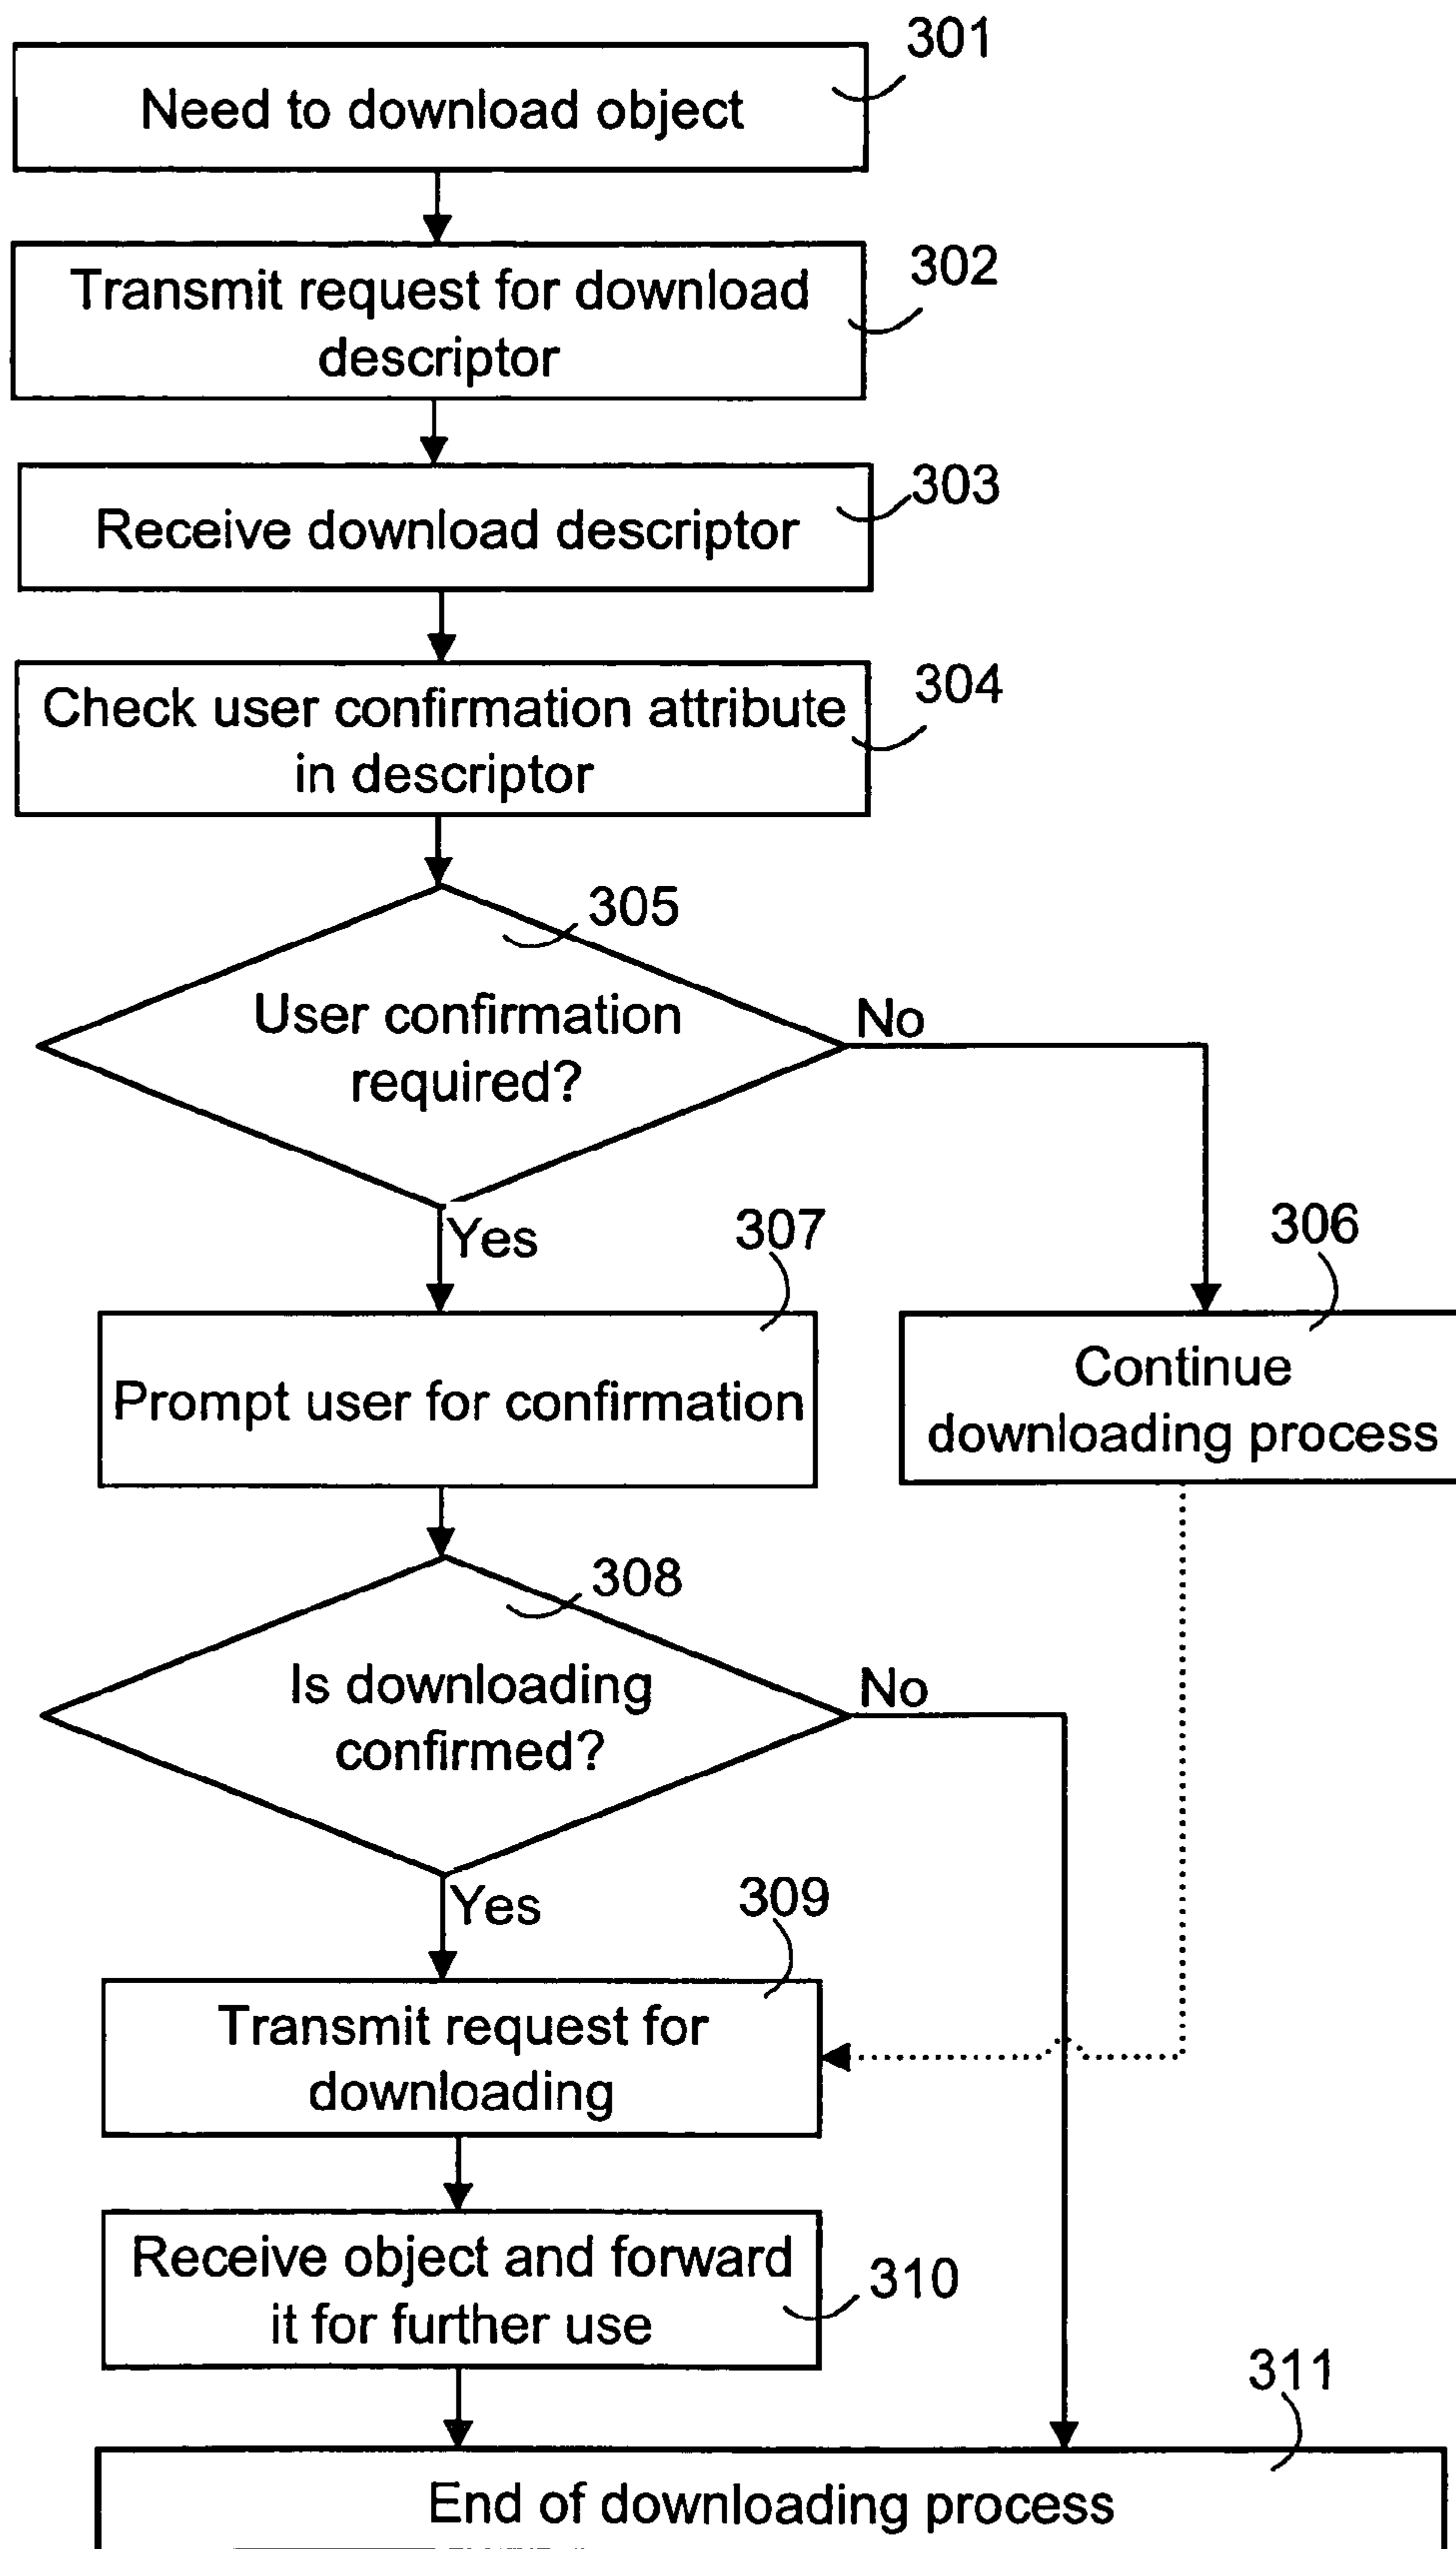 301
Need to download object
302
Transmit request for download
descriptor
303
Receive download descriptor
304
Check user confirmation attribute
in descriptor
305
User confirmation
required?
No
Yes
307
306
Prompt user for confirmation
Continue
downloading process
308
Is downloading
confirmed?
No
Yes
309
Transmit request for
downloading
Receive object and forward
it for further use
310
311
End of downloading process